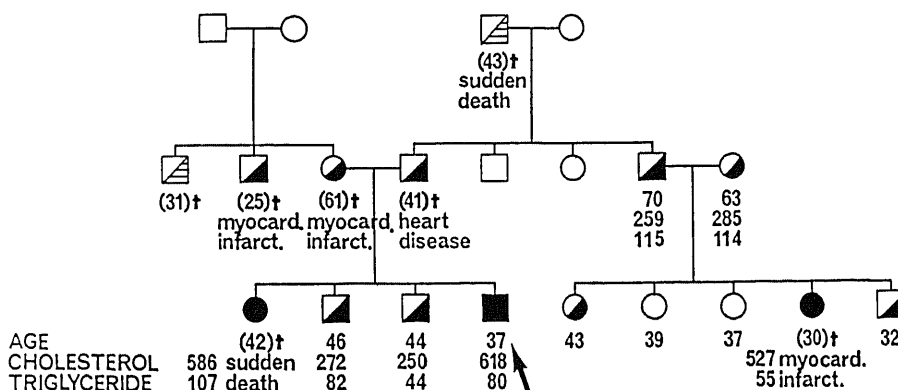 (43)†
sudden
death
(31)† (25)† (61)† (41)† 70 63
myocard. myocard. heart 259 285
infarct. infarct. disease 115 114
AGE (42)† 46 44 37 43 39 37 (30)† 32
CHOLESTEROL 586 sudden 272 250 618 527 myocard.
TRIGLYCERIDE 107 death 82 44 80 55 infarct.